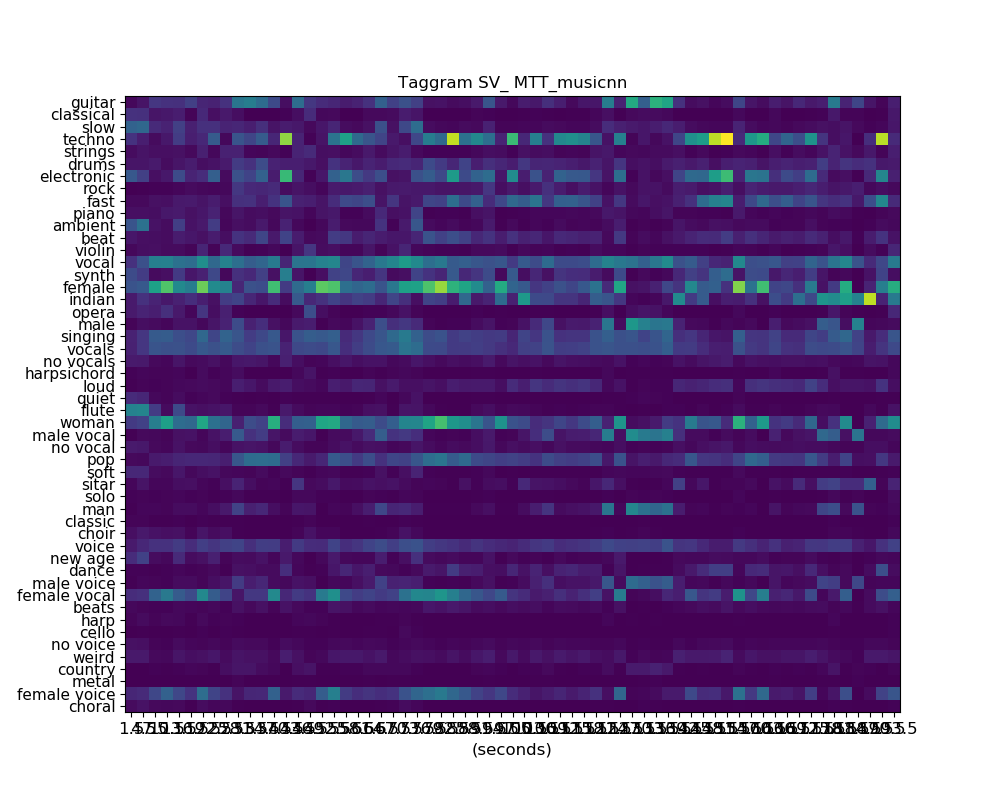 Taggram SV_ MTT_musicnn
guitar
classical
slow
techno
strings
drums
electronic
rock
fast
piano
ambient
beat
violin
vocal
synth
female
indian
opera
male
singing
vocals
no vocals
harpsichord
loud
quiet
flute
woman
male vocal
no vocal
pop
soft
sitar
solo
man
classic
choir
voice
new age
dance
male voice
female vocal
beats
harp
cello
no voice
weird
country
metal
female voice
choral
(seconds)